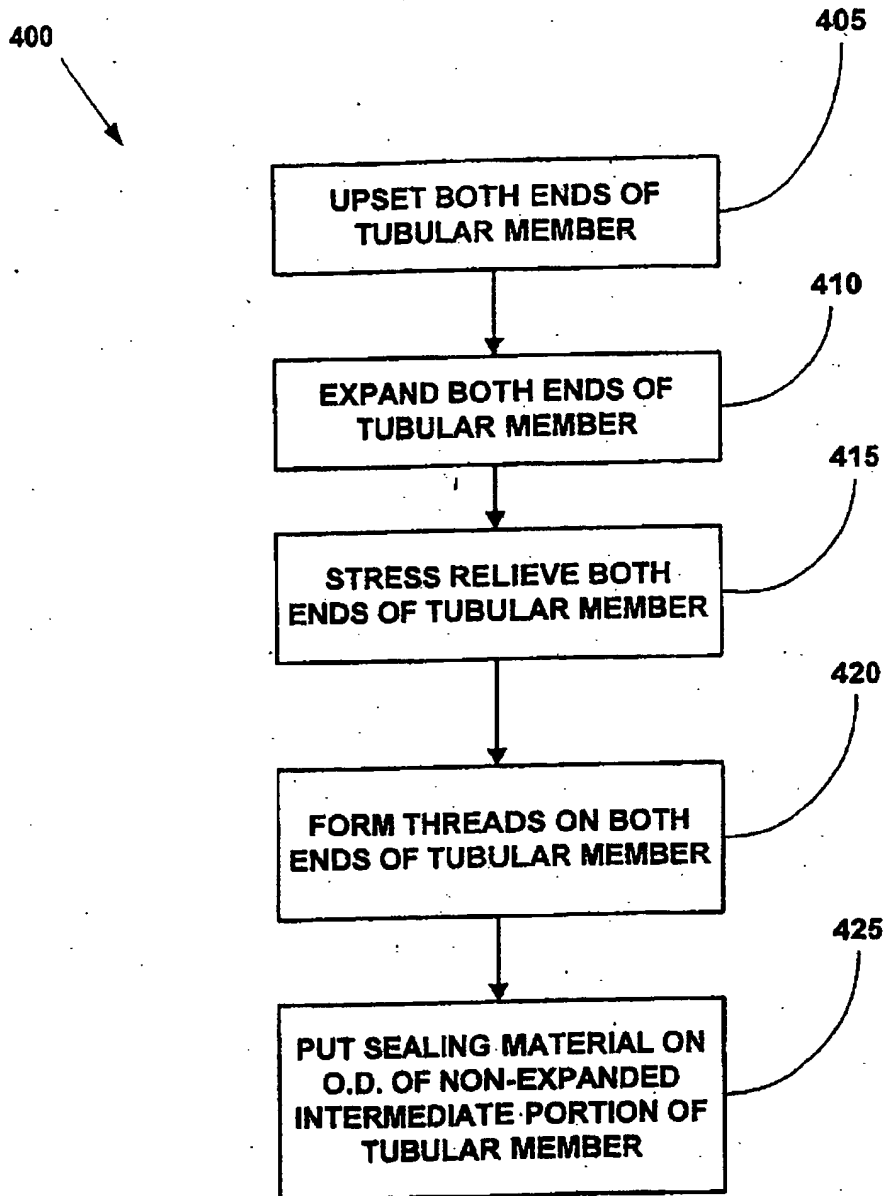 400
405
UPSET BOTH ENDS OF
TUBULAR MEMBER
410
EXPAND BOTH ENDS OF
TUBULAR MEMBER
415
STRESS RELIEVE BOTH
ENDS OF TUBULAR MEMBER
420
FORM THREADS ON BOTH
ENDS OF TUBULAR MEMBER
425
PUT SEALING MATERIAL ON
O.D. OF NON-EXPANDED
INTERMEDIATE PORTION OF
TUBULAR MEMBER